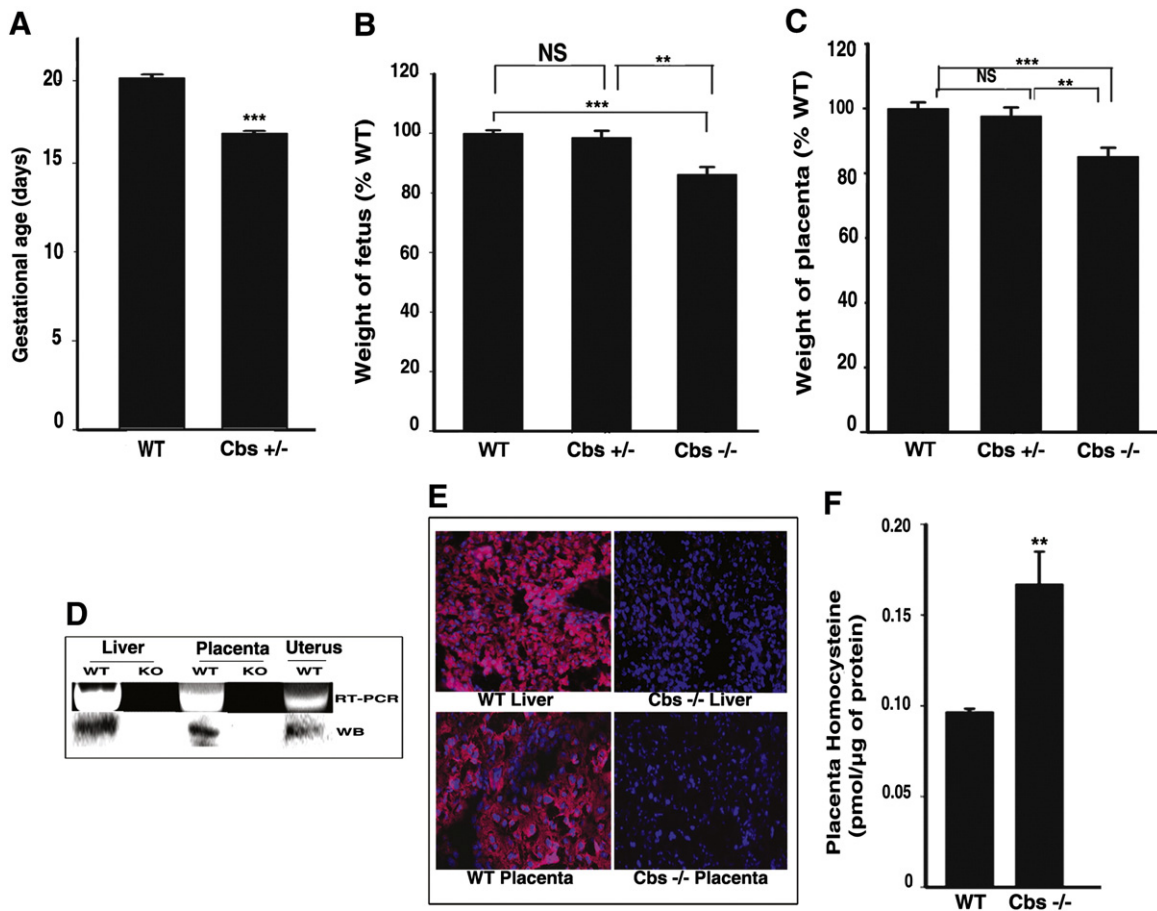 A
Gestational age (days)
20
15
10
5
0
***
WT Cbs +/-
B
Weight of fetus (% WT)
120
100
80
60
40
20
0
NS **
***
WT Cbs +/- Cbs -/-
C
Weight of placenta (% WT)
120
100
80
60
40
20
0
***
NS **
WT Cbs +/- Cbs -/-
D
Liver Placenta Uterus
WT KO WT KO WT
RT-PCR
WB
E
WT Liver Cbs -/- Liver
WT Placenta Cbs -/- Placenta
F
Placenta Homocysteine
(pmol/µg of protein)
0.20
0.15
0.10
0.05
0
**
WT Cbs -/-